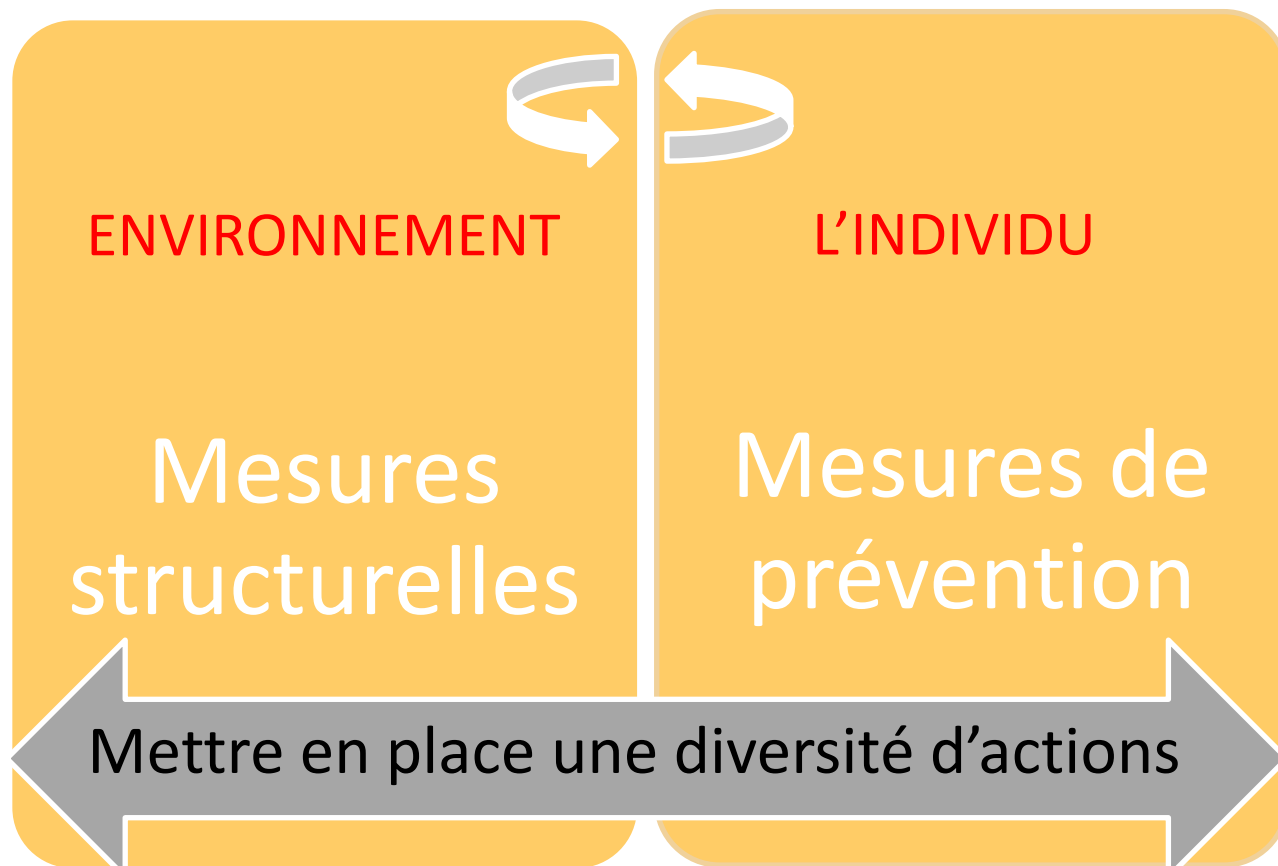 ENVIRONNEMENT
Mesures
structurelles
L’INDIVIDU
Mesures de
prévention
Mettre en place une diversité d’actions